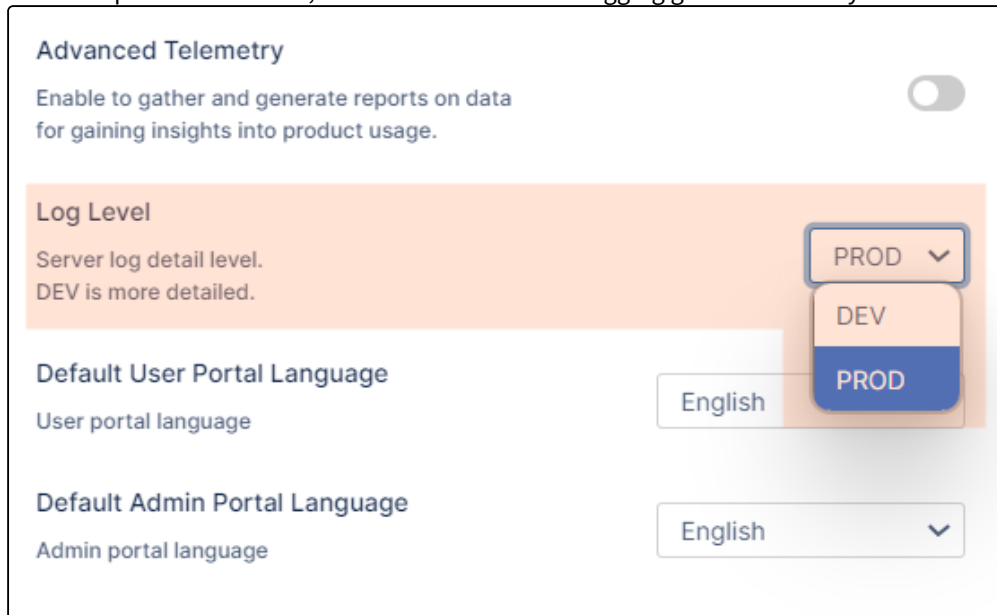 Advanced Telemetry
Enable to gather and generate reports on data
for gaining insights into product usage.
Log Level
Server log detail level.
DEV is more detailed.
PROD
DEV
PROD
Default User Portal Language
User portal language
English
Default Admin Portal Language
Admin portal language
English